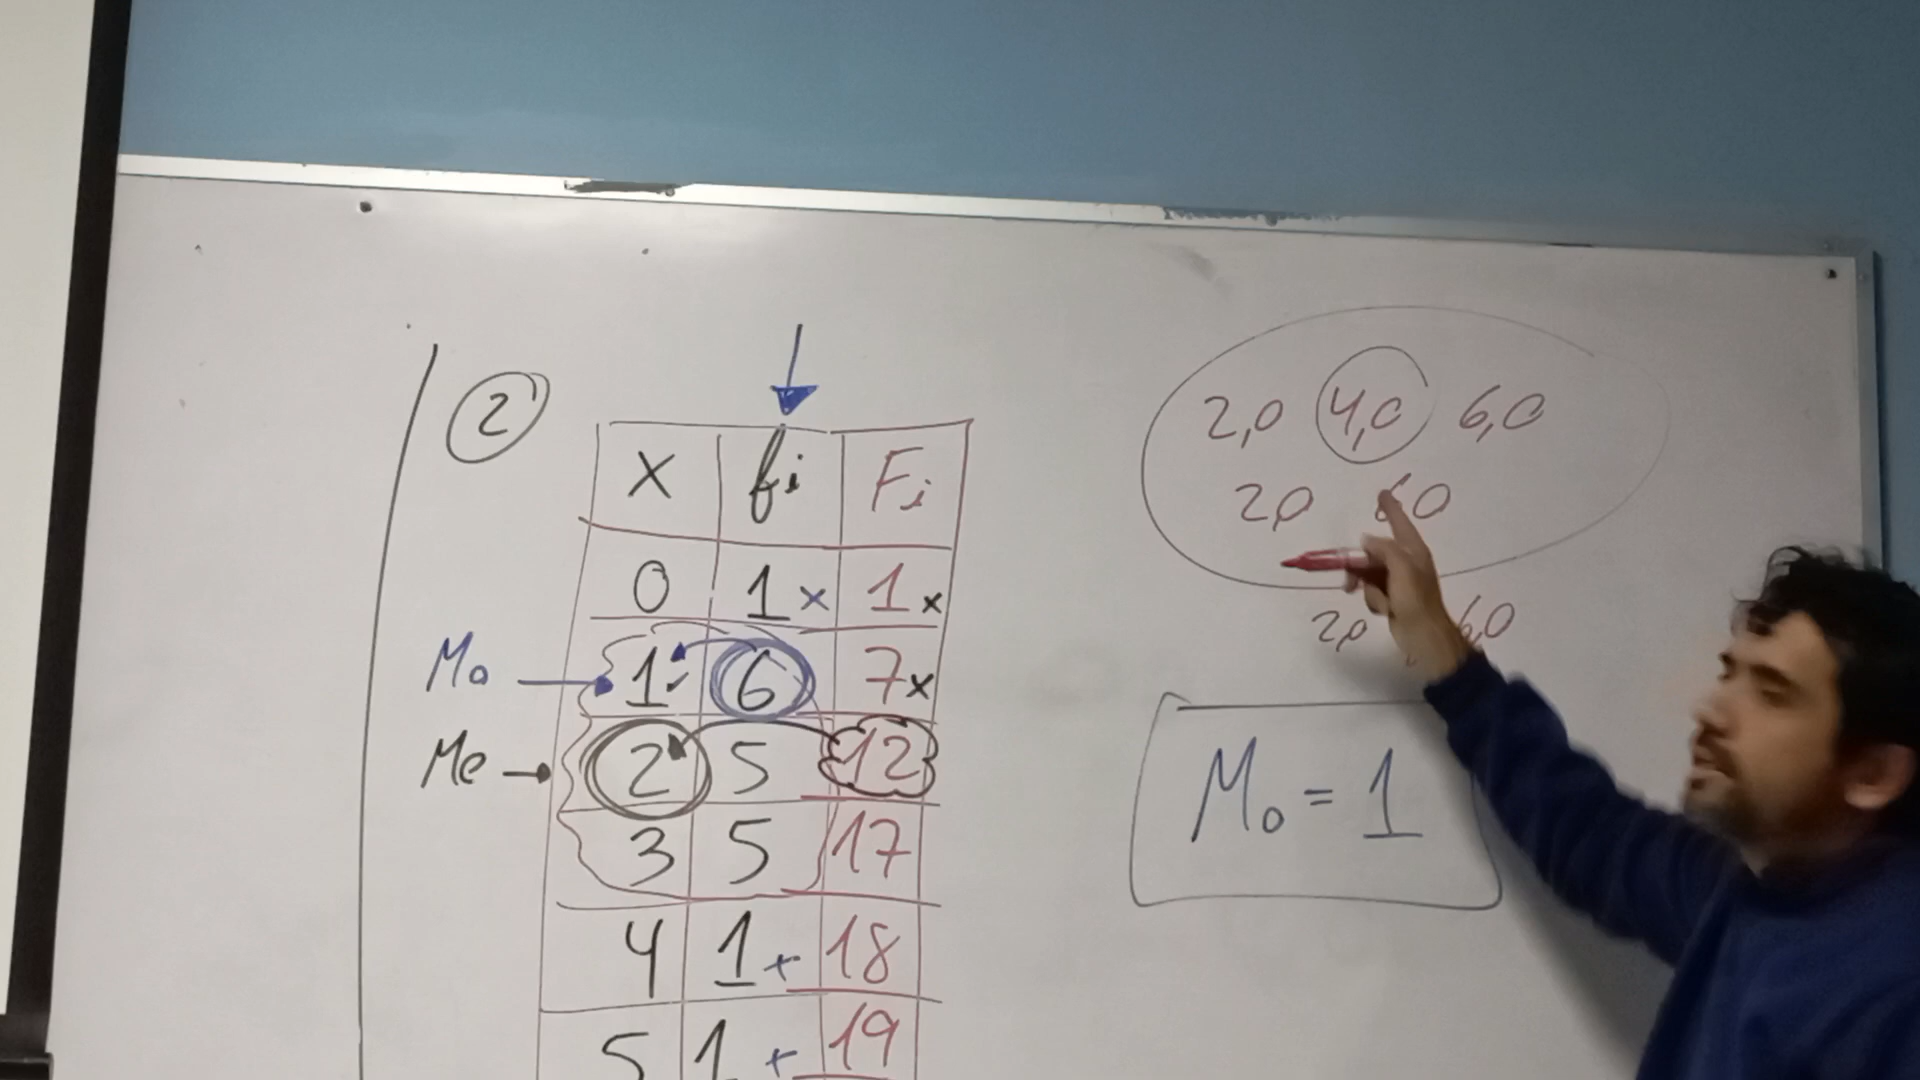 2
X fi Fi
0 1 x 1 x
Mo 1 6 7 x
Me 2 5 12
3 5 17
4 1 + 18
5 1 + 19
2,0 4,0 6,0
2,0 6,0
2,0 6,0
Mo = 1